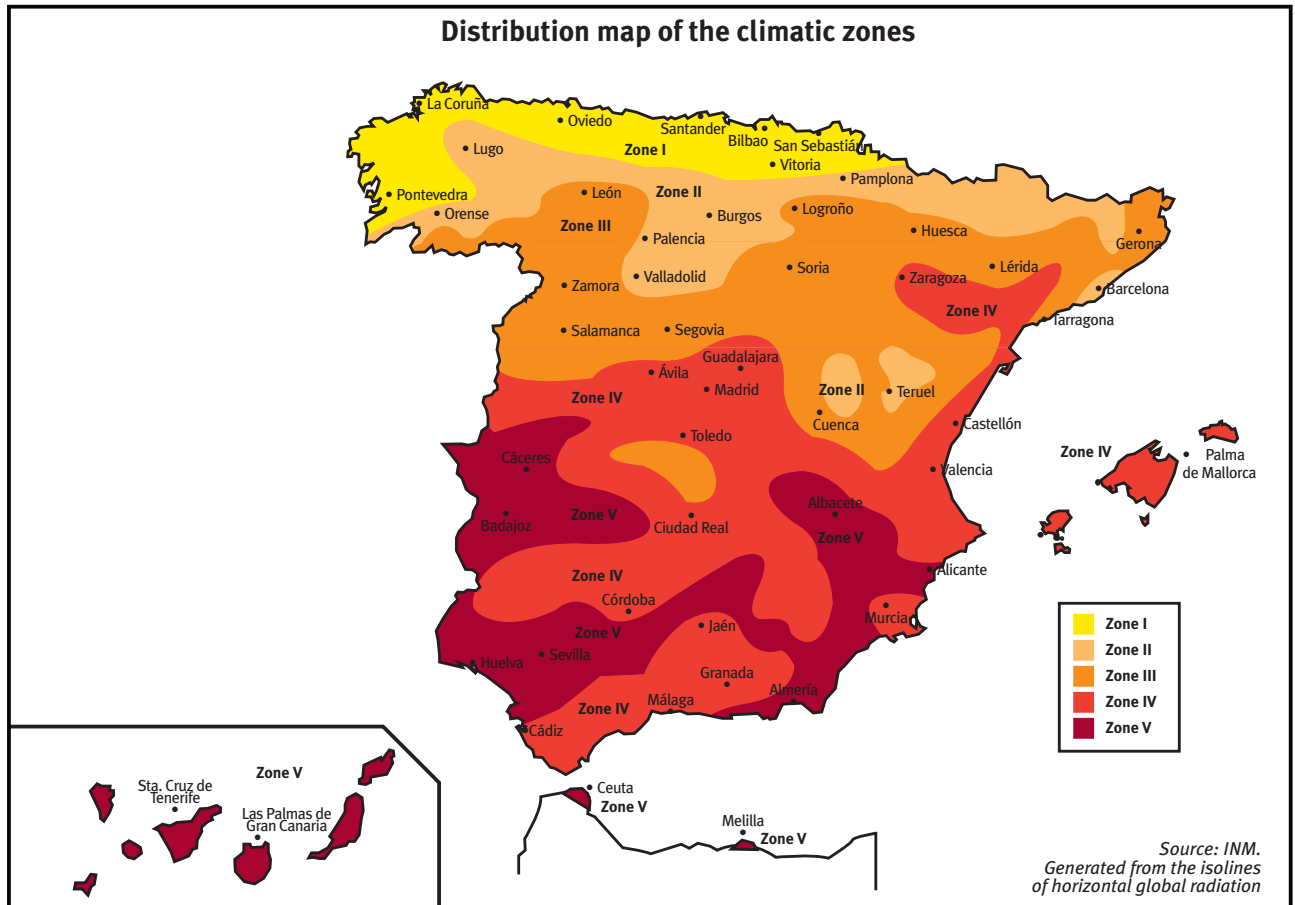 Distribution map of the climatic zones
La Coruña
Oviedo
Santander
Bilbao
San Sebastián
Zone I
Vitoria
Lugo
Pamplona
Pontevedra
León
Zone II
Orense
Burgos
Logroño
Zone III
Palencia
Huesca
Gerona
Valladolid
Soria
Zaragoza
Lérida
Zamora
Barcelona
Zone IV
Tarragona
Salamanca
Segovia
Guadalajara
Ávila
Madrid
Zone IV
Zone II
Teruel
Cuenca
Castellón
Toledo
Cáceres
Valencia
Zone IV
Palma
de Mallorca
Badajoz
Zone V
Ciudad Real
Albacete
Zone V
Zone IV
Alicante
Córdoba
Murcia
Zone V
Jaén
Huelva
Sevilla
Granada
Almería
Zone IV
Málaga
Cádiz
Zone I
Zone II
Zone III
Zone IV
Zone V
Zone V
Sta. Cruz de
Tenerife
Las Palmas de
Gran Canaria
Ceuta
Zone V
Melilla
Zone V
Source: INM.
Generated from the isolines
of horizontal global radiation